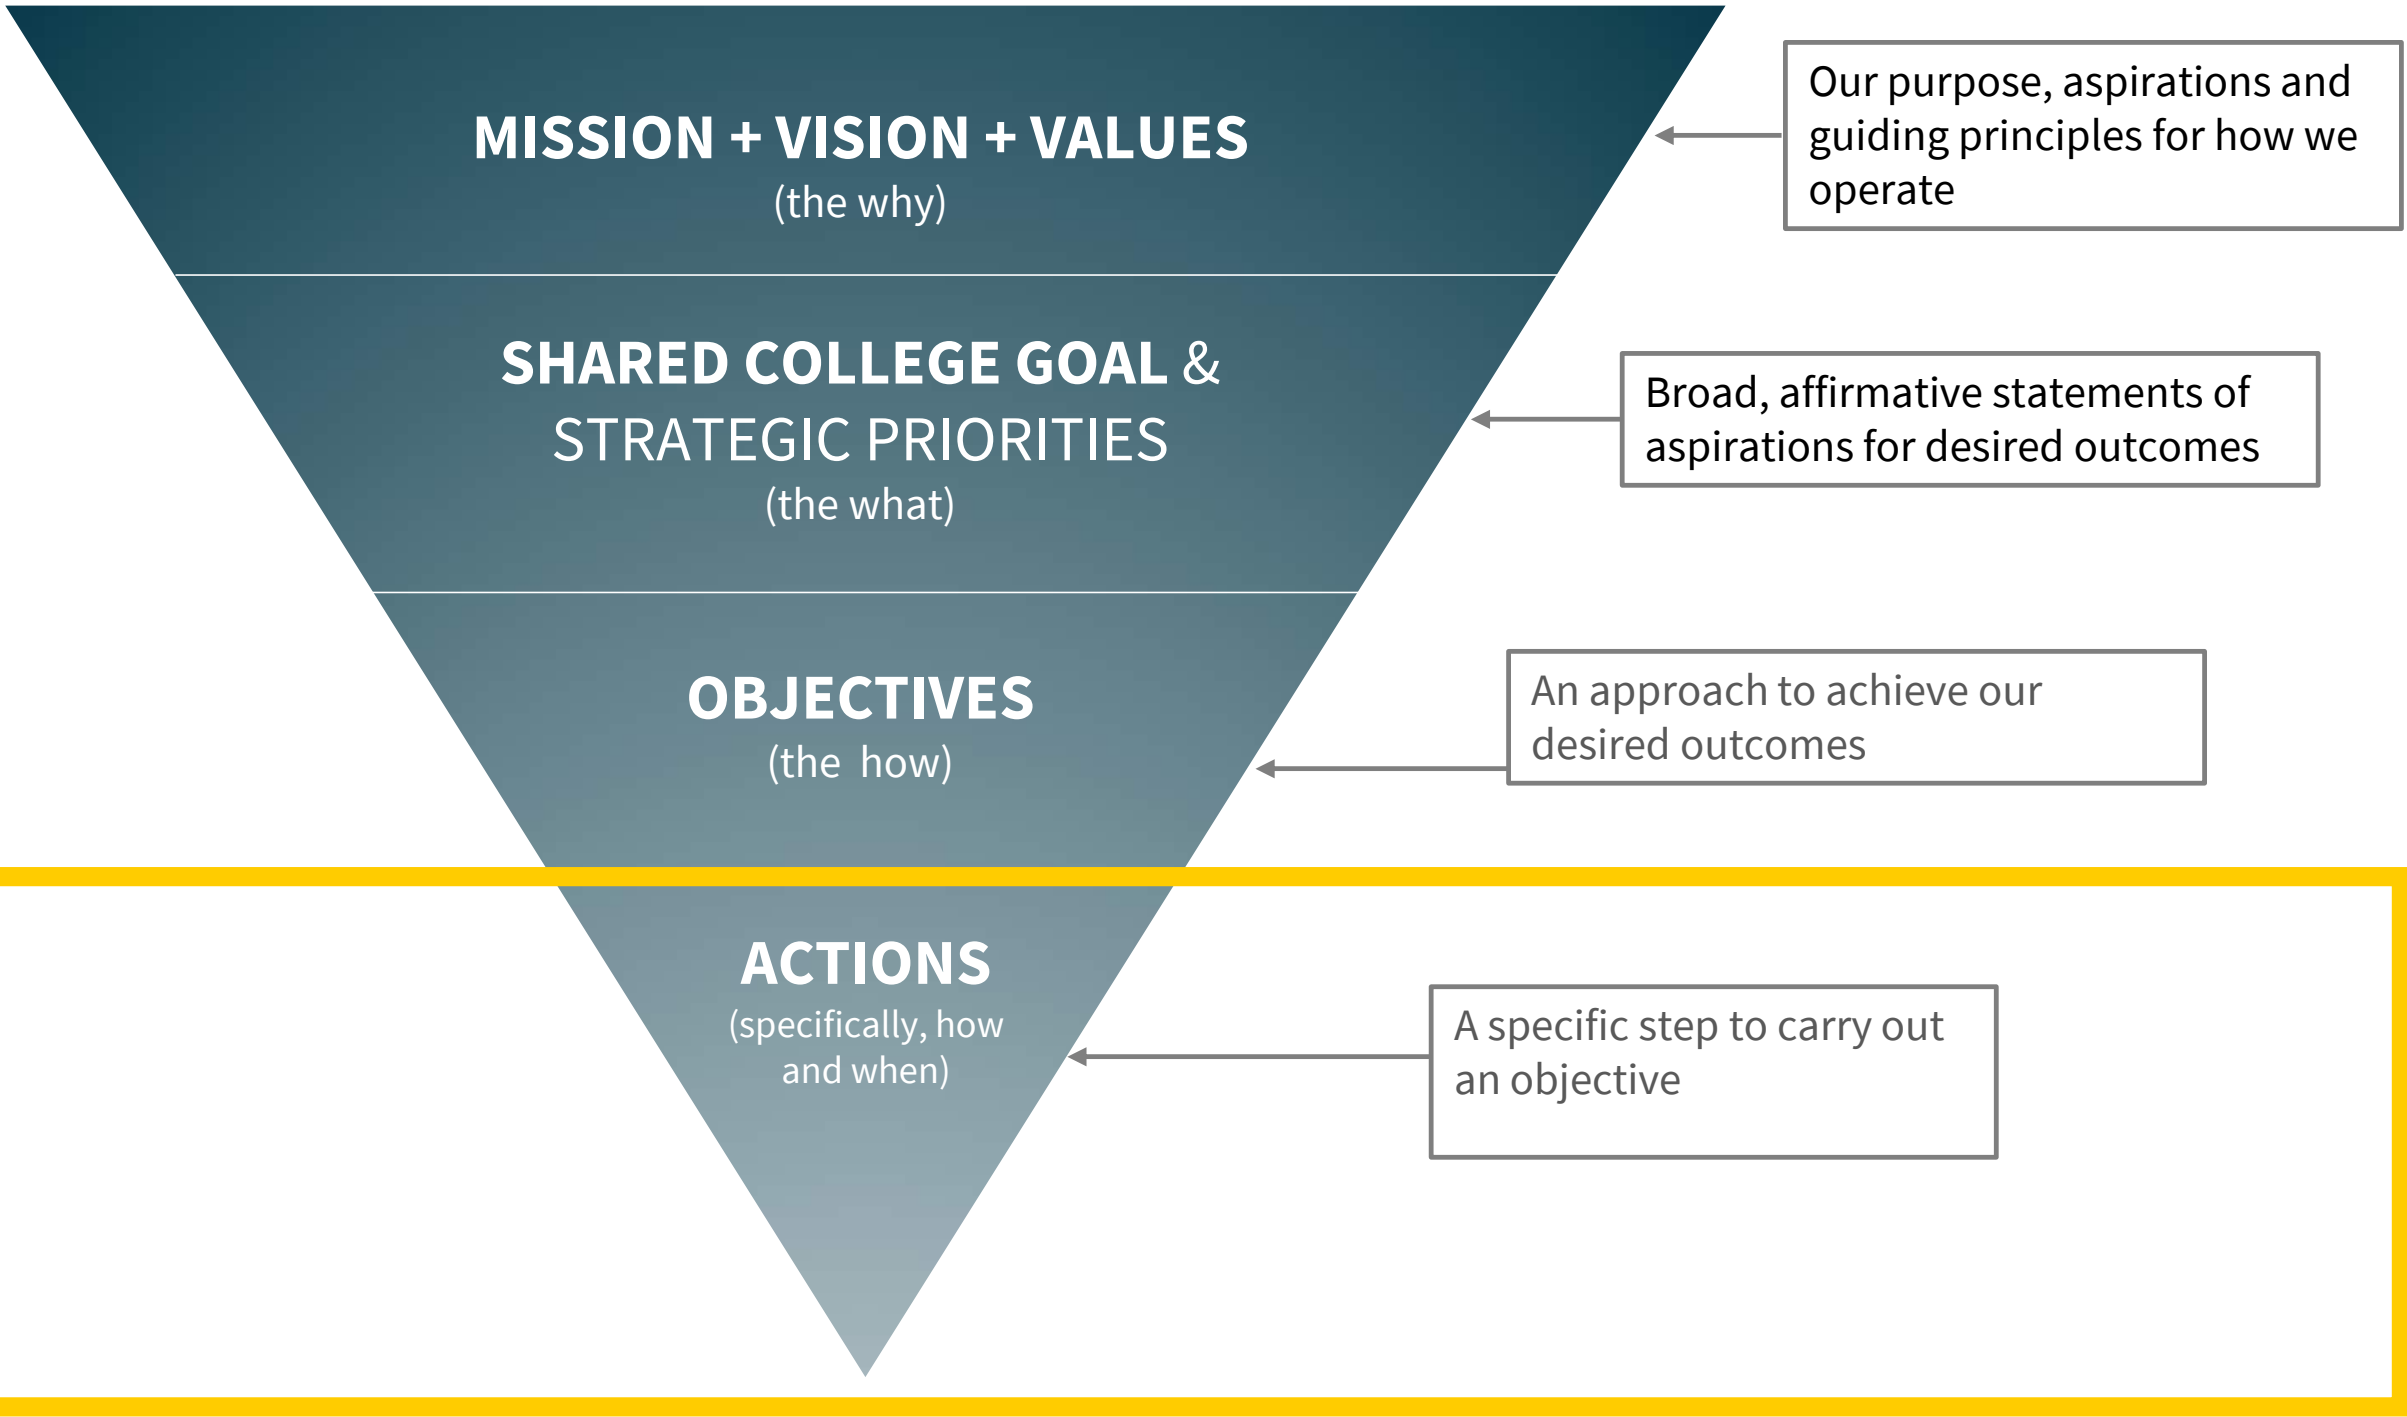 MISSION + VISION + VALUES
(the why)
Our purpose, aspirations and
guiding principles for how we
operate
SHARED COLLEGE GOAL &
STRATEGIC PRIORITIES
(the what)
Broad, affirmative statements of
aspirations for desired outcomes
OBJECTIVES
(the  how)
An approach to achieve our
desired outcomes
ACTIONS
(specifically, how
and when)
A specific step to carry out
an objective